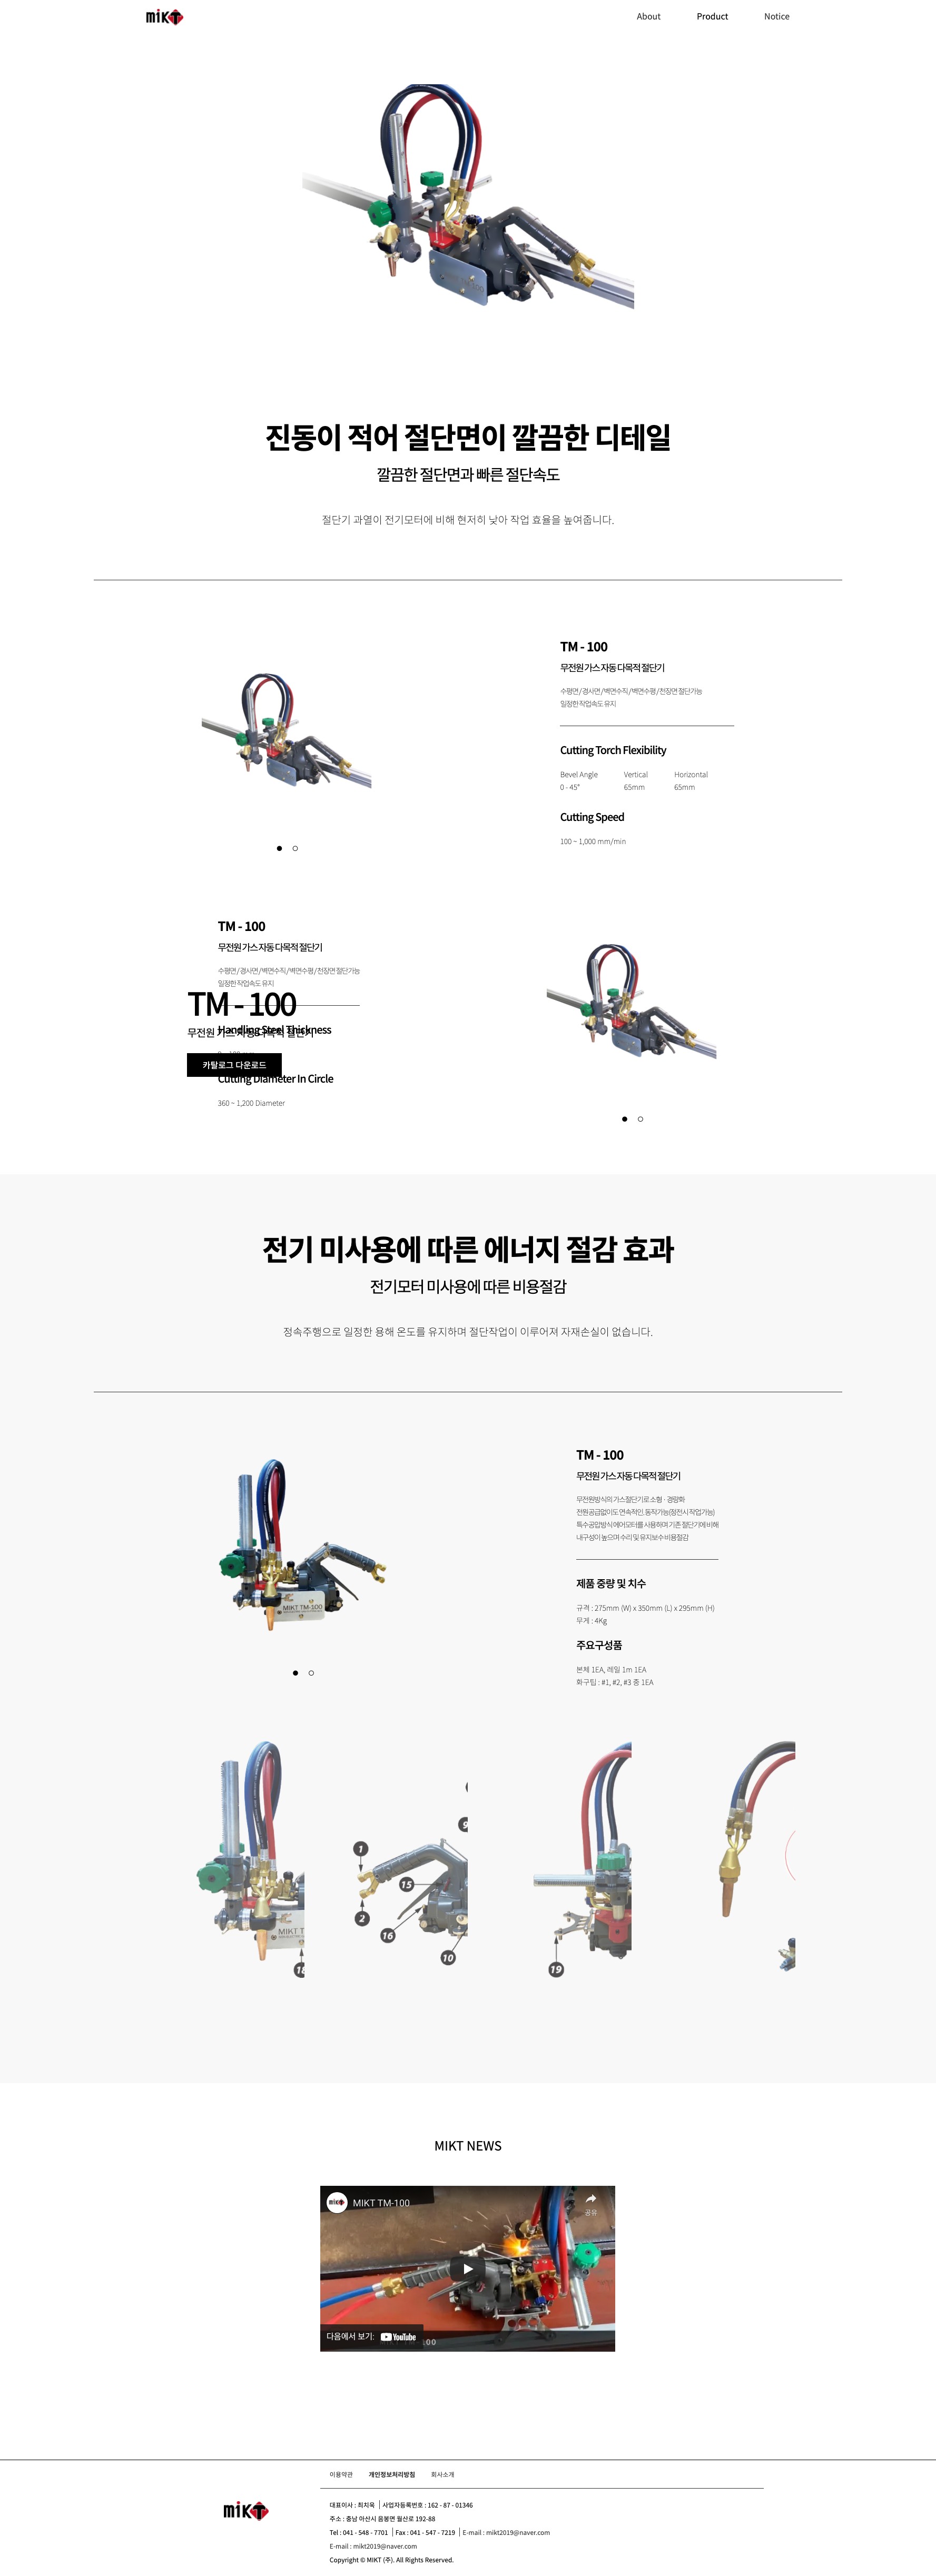 miKT
About Product Notice
진동이 적어 절단면이 깔끔한 디테일
깔끔한 절단면과 빠른 절단속도
절단기 과열이 전기모터에 비해 현저히 낮아 작업 효율을 높여줍니다.
TM - 100
무전원 가스 자동 다목적 절단기
수평면 / 경사면 / 벽면수직 / 벽면수평 / 천장면 절단가능
일정한 작업속도 유지
Cutting Torch Flexibility
Bevel Angle Vertical Horizontal
0 - 45° 65mm 65mm
Cutting Speed
100 ~ 1,000 mm/min
TM - 100
무전원 가스 자동 다목적 절단기
수평면 / 경사면 / 벽면수직 / 벽면수평 / 천장면 절단가능
일정한 작업속도 유지
TM - 100
Handling Steel Thickness
무전원 가스 자동 다목적 절단기
카탈로그 다운로드
Cutting Diameter In Circle
360 ~ 1,200 Diameter
전기 미사용에 따른 에너지 절감 효과
전기모터 미사용에 따른 비용절감
정속주행으로 일정한 용해 온도를 유지하며 절단작업이 이루어져 자재손실이 없습니다.
TM - 100
무전원 가스 자동 다목적 절단기
무전원방식의 가스절단기로 소형 · 경량화
전원공급없이도 연속적인 동작가능(정전시 작업가능)
특수공압방식 에어모터를 사용하여 기존 절단기에 비해
내구성이 높으며 수리 및 유지보수 비용절감
MIKT TM-100
제품 중량 및 치수
규격 : 275mm (W) x 350mm (L) x 295mm (H)
무게 : 4Kg
주요구성품
본체 1EA, 레일 1m 1EA
화구팁 : #1, #2, #3 종 1EA
MIKT T
18
1
2
15
16
10
9
19
MIKT NEWS
miKT
MIKT TM-100
공유
다음에서 보기: YouTube
100
이용약관 개인정보처리방침 회사소개
miKT
대표이사 : 최치욱 사업자등록번호 : 162 - 87 - 01346
주소 : 충남 아산시 음봉면 월산로 192-88
Tel : 041 - 548 - 7701 Fax : 041 - 547 - 7219 E-mail : mikt2019@naver.com
E-mail : mikt2019@naver.com
Copyright © MIKT (주). All Rights Reserved.